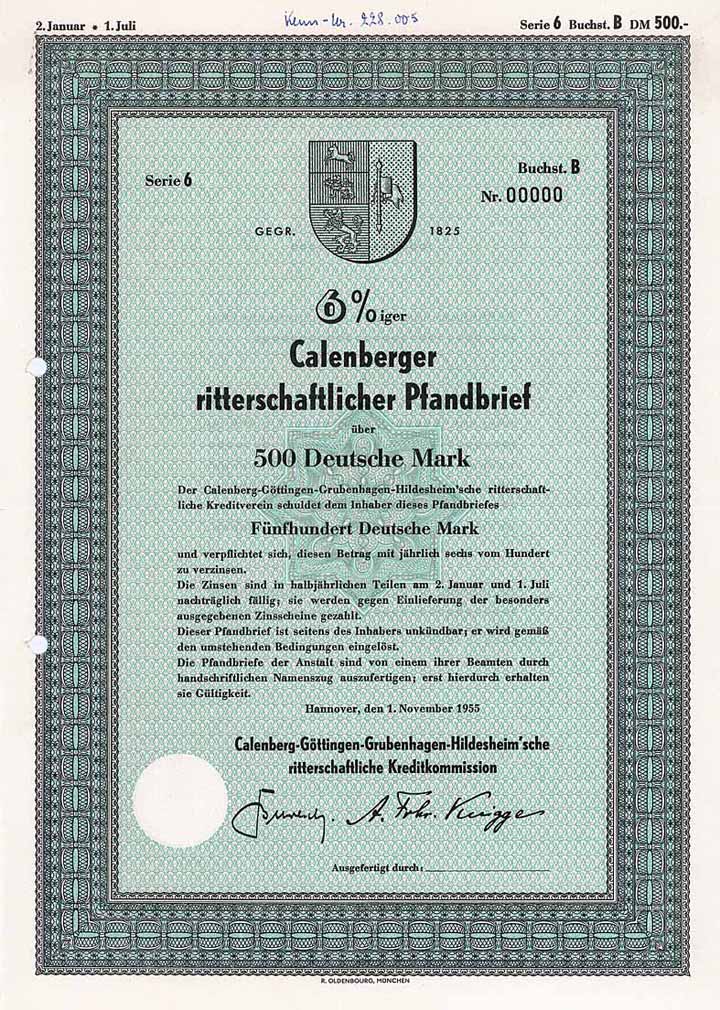 2. Januar • 1. Juli
Kenn-Nr. 228.005
Serie 6 Buchst. B DM 500.-
Serie 6
Buchst. B
Nr. 00000
GEGR. 1825
6%iger
Calenberger
ritterschaftlicher Pfandbrief
über
500 Deutsche Mark
Der Calenberg-Göttingen-Grubenhagen-Hildesheim'sche ritterschaft-
liche Kreditverein schuldet dem Inhaber dieses Pfandbriefes
Fünfhundert Deutsche Mark
und verpflichtet sich, diesen Betrag mit jährlich sechs vom Hundert
zu verzinsen.
Die Zinsen sind in halbjährlichen Teilen am 2. Januar und 1. Juli
nachträglich fällig; sie werden gegen Einlieferung der besonders
ausgegebenen Zinsscheine gezahlt.
Dieser Pfandbrief ist seitens des Inhabers unkündbar; er wird gemäß
den umstehenden Bedingungen eingelöst.
Die Pfandbriefe der Anstalt sind von einem ihrer Beamten durch
handschriftlichen Namenszug auszufertigen; erst hierdurch erhalten
sie Gültigkeit.
Hannover, den 1. November 1955
Calenberg-Göttingen-Grubenhagen-Hildesheim'sche
ritterschaftliche Kreditkommission
A. Frhr. Knigge
Ausgefertigt durch:
R. OLDENBOURG, MÜNCHEN